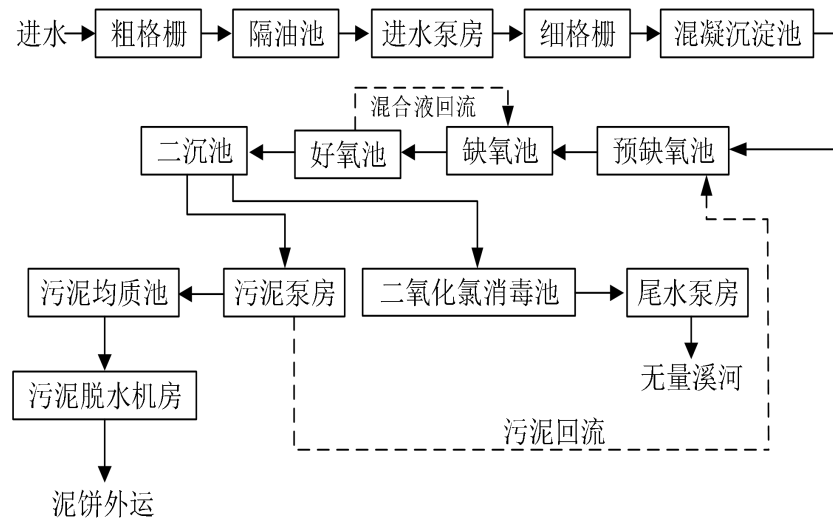 进水
粗格栅
隔油池
进水泵房
细格栅
混凝沉淀池
混合液回流
二沉池
好氧池
缺氧池
预缺氧池
污泥均质池
污泥泵房
二氧化氯消毒池
尾水泵房
无量溪河
污泥脱水机房
污泥回流
泥饼外运